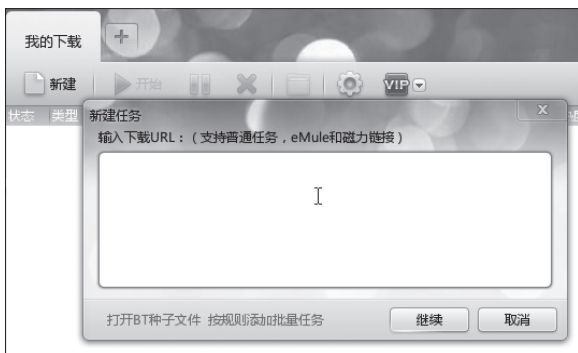 我的下载
新建 开始 VIP
状态 类型
新建任务
输入下载URL：（支持普通任务，eMule和磁力链接）
打开BT种子文件 按规则添加批量任务 继续 取消